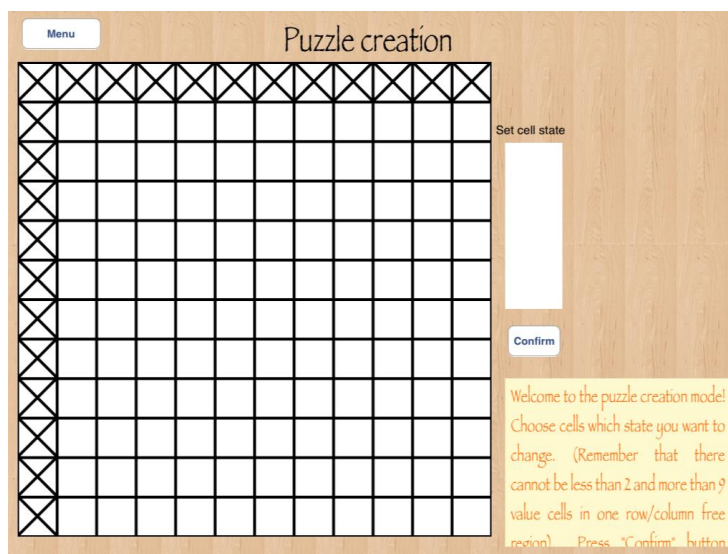 Menu
Puzzle creation
Set cell state
Confirm
Welcome to the puzzle creation mode!
Choose cells which state you want to
change. (Remember that there
cannot be less than 2 and more than 9
value cells in one row/column free
region). Press "Confirm" button